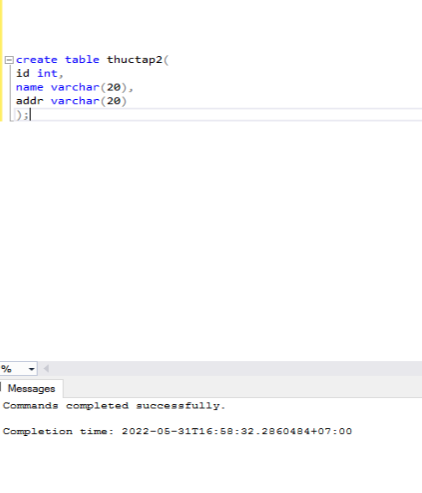 create table thuctap2(
id int,
name varchar(20),
addr varchar(20)
);
%
Messages
Commands completed successfully.
Completion time: 2022-05-31T16:58:32.2860484+07:00